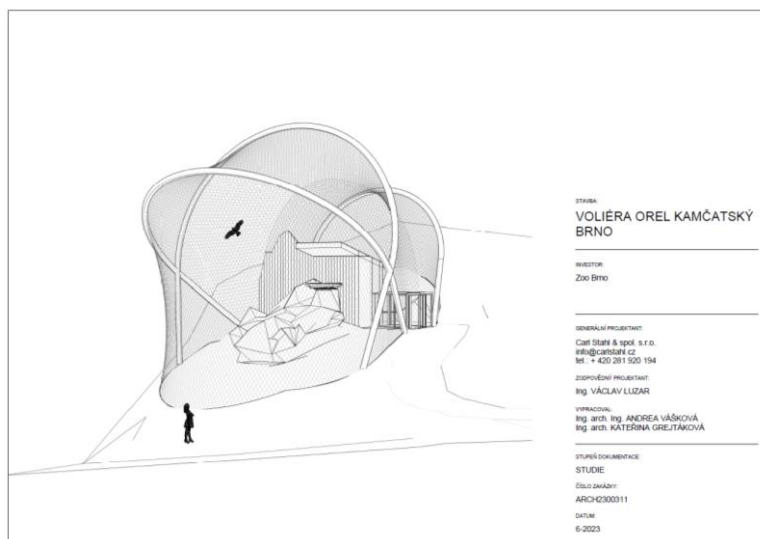 STAVBA:
VOLIÉRA OREL KAMČATSKÝ
BRNO
INVESTOR:
Zoo Brno
GENERÁLNÍ PROJEKTANT:
Carl Stahl & spol. s.r.o.
info@carlstahl.cz
tel.: + 420 281 920 194
ZODPOVĚDNÝ PROJEKTANT:
Ing. VÁCLAV LUZAR
VYPRACOVAL:
Ing. arch. Ing. ANDREA VÁŠKOVÁ
Ing. arch. KATEŘINA GREJTÁKOVÁ
STUPEŇ DOKUMENTACE:
STUDIE
ČÍSLO ZAKÁZKY:
ARCH2300311
DATUM:
6-2023